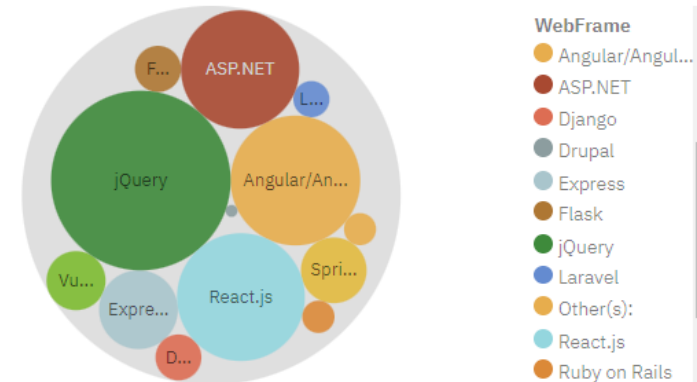 F...
ASP.NET
L...
jQuery
Angular/An...
Vu...
Expre...
React.js
Spri...
D...
WebFrame
Angular/Angul...
ASP.NET
Django
Drupal
Express
Flask
jQuery
Laravel
Other(s):
React.js
Ruby on Rails